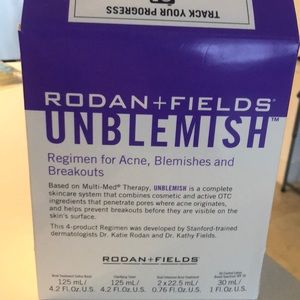 TRACK YOUR
PROGRESS
RODAN+FIELDS®
UNBLEMISH™
Regimen for Acne, Blemishes and
Breakouts
Based on Multi-Med® Therapy, UNBLEMISH is a complete
skincare system that combines cosmetic and active OTC
ingredients that penetrate pores where acne originates,
and helps prevent breakouts before they are visible on the
skin's surface.
This 4-product Regimen was developed by Stanford-trained
dermatologists Dr. Katie Rodan and Dr. Kathy Fields.
RODAN+FIELDS
125 mL/ 125 mL/ 2 x 22.5 mL/ 30 mL/
4.2 Fl Oz. U.S. 4.2 Fl Oz. U.S. 0.76 Fl Oz. U.S. 1 Fl Oz. U.S.